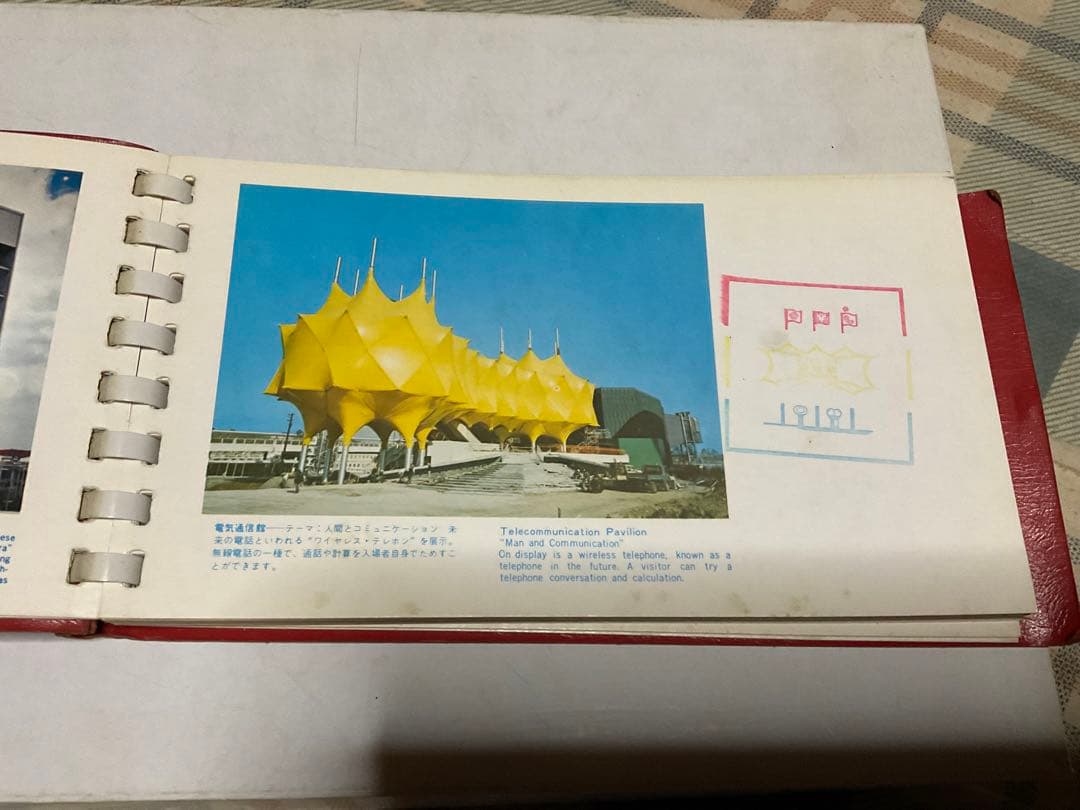 ese
a"
ng
h-
as
電気通信館──テーマ：人間とコミュニケーション　未
来の電話といわれる“ワイヤレス・テレホン”を展示。
無線電話の一種で、通話や計算を入場者自身でためすこ
とができます。
Telecommunication Pavilion
“Man and Communication”
On display is a wireless telephone, known as a
telephone in the future. A visitor can try a
telephone conversation and calculation.